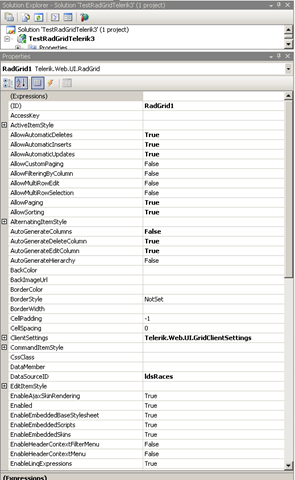 Solution Explorer - Solution 'TestRadGridTelerik3' (1 project)
Solution 'TestRadGridTelerik3' (1 project)
TestRadGridTelerik3
Properties
Properties
RadGrid1 Telerik.Web.UI.RadGrid
(Expressions)
(ID) RadGrid1
AccessKey
ActiveItemStyle
AllowAutomaticDeletes True
AllowAutomaticInserts True
AllowAutomaticUpdates True
AllowCustomPaging False
AllowFilteringByColumn False
AllowMultiRowEdit False
AllowMultiRowSelection False
AllowPaging True
AllowSorting True
AlternatingItemStyle
AutoGenerateColumns False
AutoGenerateDeleteColumn True
AutoGenerateEditColumn True
AutoGenerateHierarchy False
BackColor
BackImageUrl
BorderColor
BorderStyle NotSet
BorderWidth
CellPadding -1
CellSpacing 0
ClientSettings Telerik.Web.UI.GridClientSettings
CommandItemStyle
CssClass
DataMember
DataSourceID ldsRaces
EditItemStyle
EnableAjaxSkinRendering True
Enabled True
EnableEmbeddedBaseStylesheet True
EnableEmbeddedScripts True
EnableEmbeddedSkins True
EnableHeaderContextFilterMenu False
EnableHeaderContextMenu False
EnableLinqExpressions True
(Expressions)